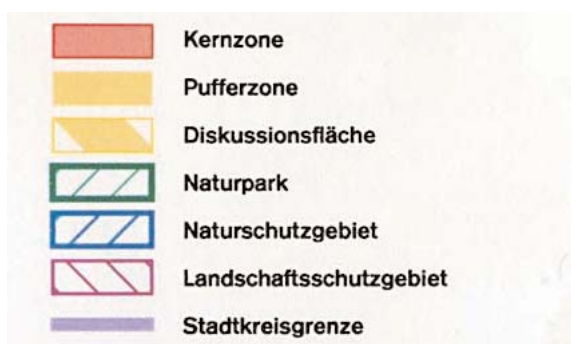 Kernzone
Pufferzone
Diskussionsfläche
Naturpark
Naturschutzgebiet
Landschaftsschutzgebiet
Stadtkreisgrenze